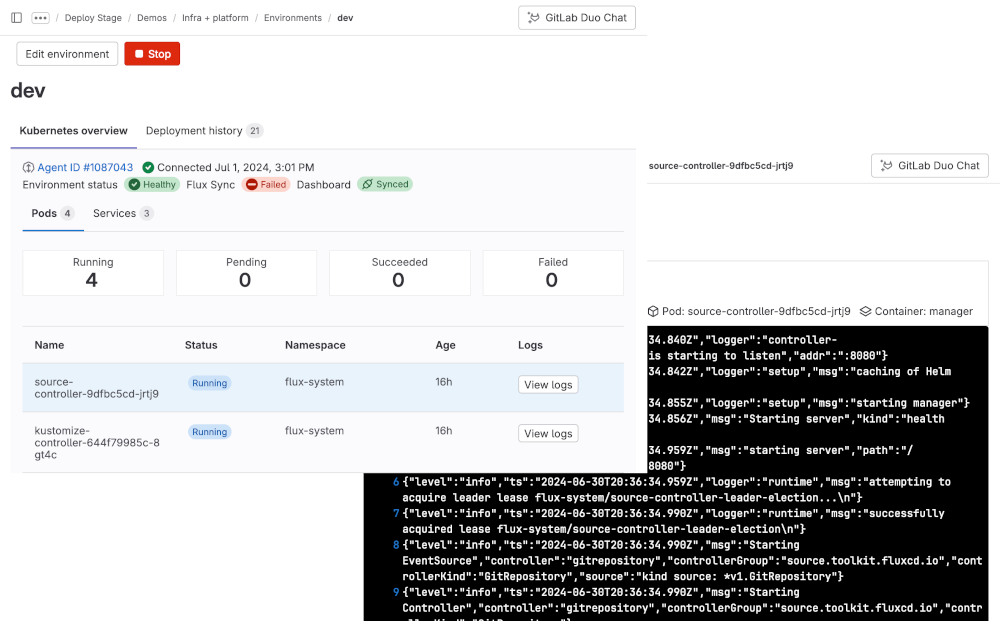 ••• / Deploy Stage / Demos / Infra + platform / Environments / dev
GitLab Duo Chat
Edit environment
Stop
dev
Kubernetes overview
Deployment history 21
Agent ID #1087043 Connected Jul 1, 2024, 3:01 PM
Environment status Healthy Flux Sync Failed Dashboard Synced
Pods 4
Services 3
Running
4
Pending
0
Succeeded
0
Failed
0
Name Status Namespace Age Logs
source-
controller-9dfbc5cd-jrtj9
Running
flux-system
16h
View logs
kustomize-
controller-644f79985c-8
gt4c
Running
flux-system
16h
View logs
source-controller-9dfbc5cd-jrtj9
GitLab Duo Chat
Pod: source-controller-9dfbc5cd-jrtj9 Container: manager
34.840Z","logger":"controller-
is starting to listen","addr":":8080"}
34.842Z","logger":"setup","msg":"caching of Helm
34.855Z","logger":"setup","msg":"starting manager"}
34.856Z","msg":"Starting server","kind":"health
34.959Z","msg":"starting server","path":"/
8080"}
6 {"level":"info","ts":"2024-06-30T20:36:34.959Z","logger":"runtime","msg":"attempting to
acquire leader lease flux-system/source-controller-leader-election...\n"}
7 {"level":"info","ts":"2024-06-30T20:36:34.990Z","logger":"runtime","msg":"successfully
acquired lease flux-system/source-controller-leader-election\n"}
8 {"level":"info","ts":"2024-06-30T20:36:34.990Z","msg":"Starting
EventSource","controller":"gitrepository","controllerGroup":"source.toolkit.fluxcd.io","cont
rollerKind":"GitRepository","source":"kind source: *v1.GitRepository"}
9 {"level":"info","ts":"2024-06-30T20:36:34.990Z","msg":"Starting
Controller","controller":"gitrepository","controllerGroup":"source.toolkit.fluxcd.io","contr